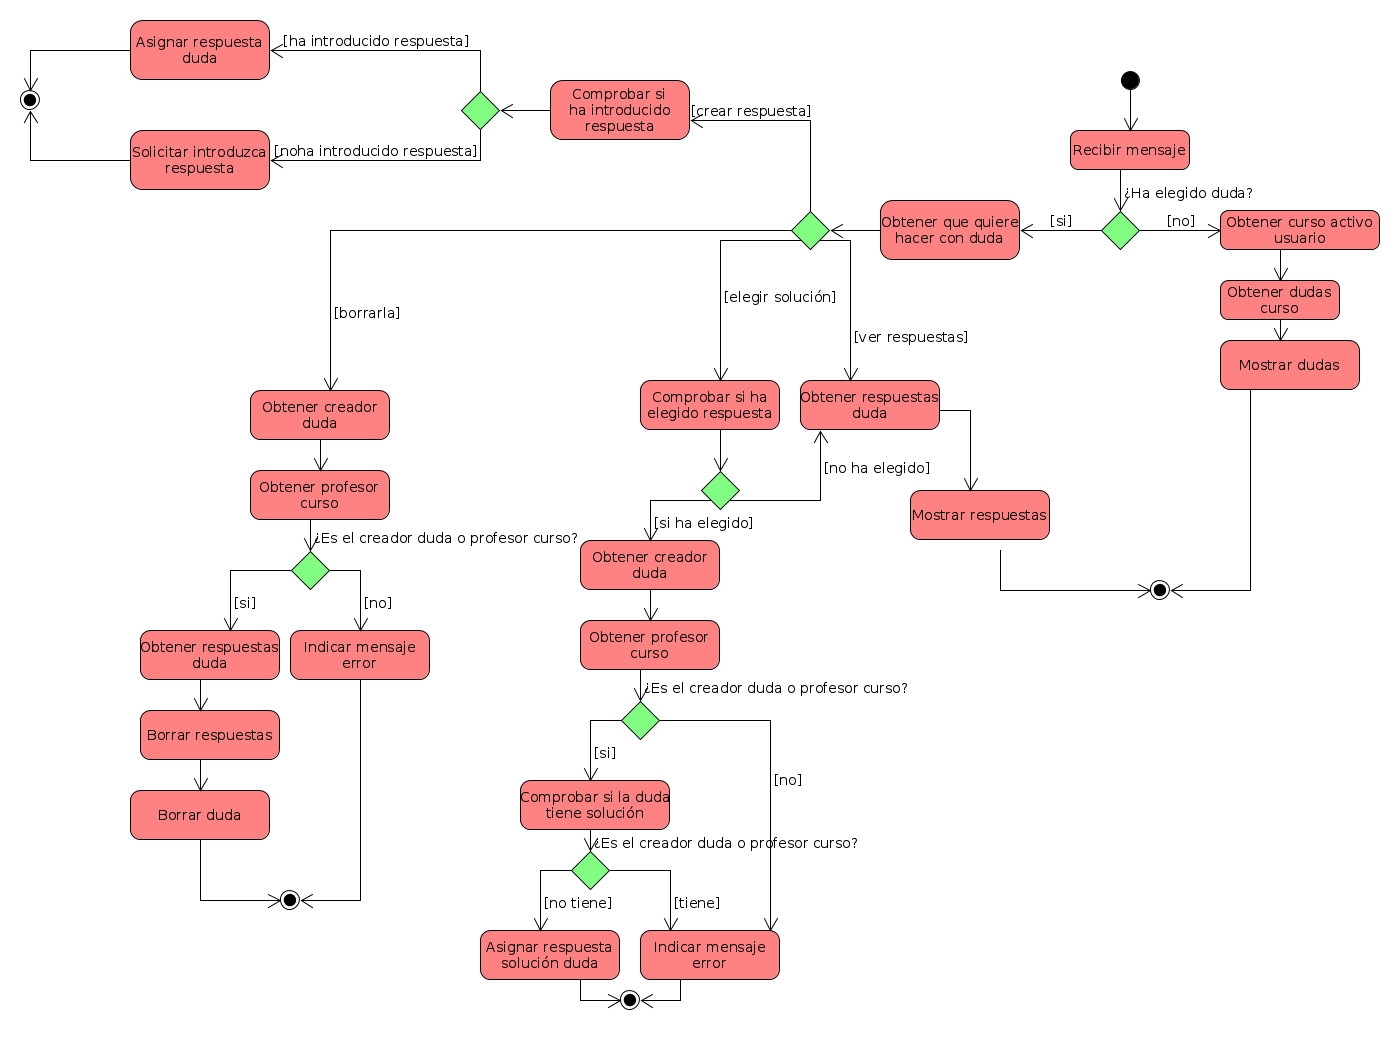 Asignar respuesta
duda
[ha introducido respuesta]
Comprobar si
ha introducido
respuesta
[crear respuesta]
Solicitar introduzca
respuesta
[noha introducido respuesta]
Recibir mensaje
¿Ha elegido duda?
Obtener que quiere
hacer con duda
[si]
[no]
Obtener curso activo
usuario
Obtener dudas
curso
Mostrar dudas
[borrarla]
[elegir solución]
[ver respuestas]
Obtener creador
duda
Comprobar si ha
elegido respuesta
Obtener respuestas
duda
[no ha elegido]
Obtener profesor
curso
[si ha elegido]
Mostrar respuestas
¿Es el creador duda o profesor curso?
[si]
[no]
Obtener creador
duda
Obtener respuestas
duda
Indicar mensaje
error
Obtener profesor
curso
¿Es el creador duda o profesor curso?
Borrar respuestas
[si]
[no]
Borrar duda
Comprobar si la duda
tiene solución
¿Es el creador duda o profesor curso?
[no tiene]
[tiene]
Asignar respuesta
solución duda
Indicar mensaje
error